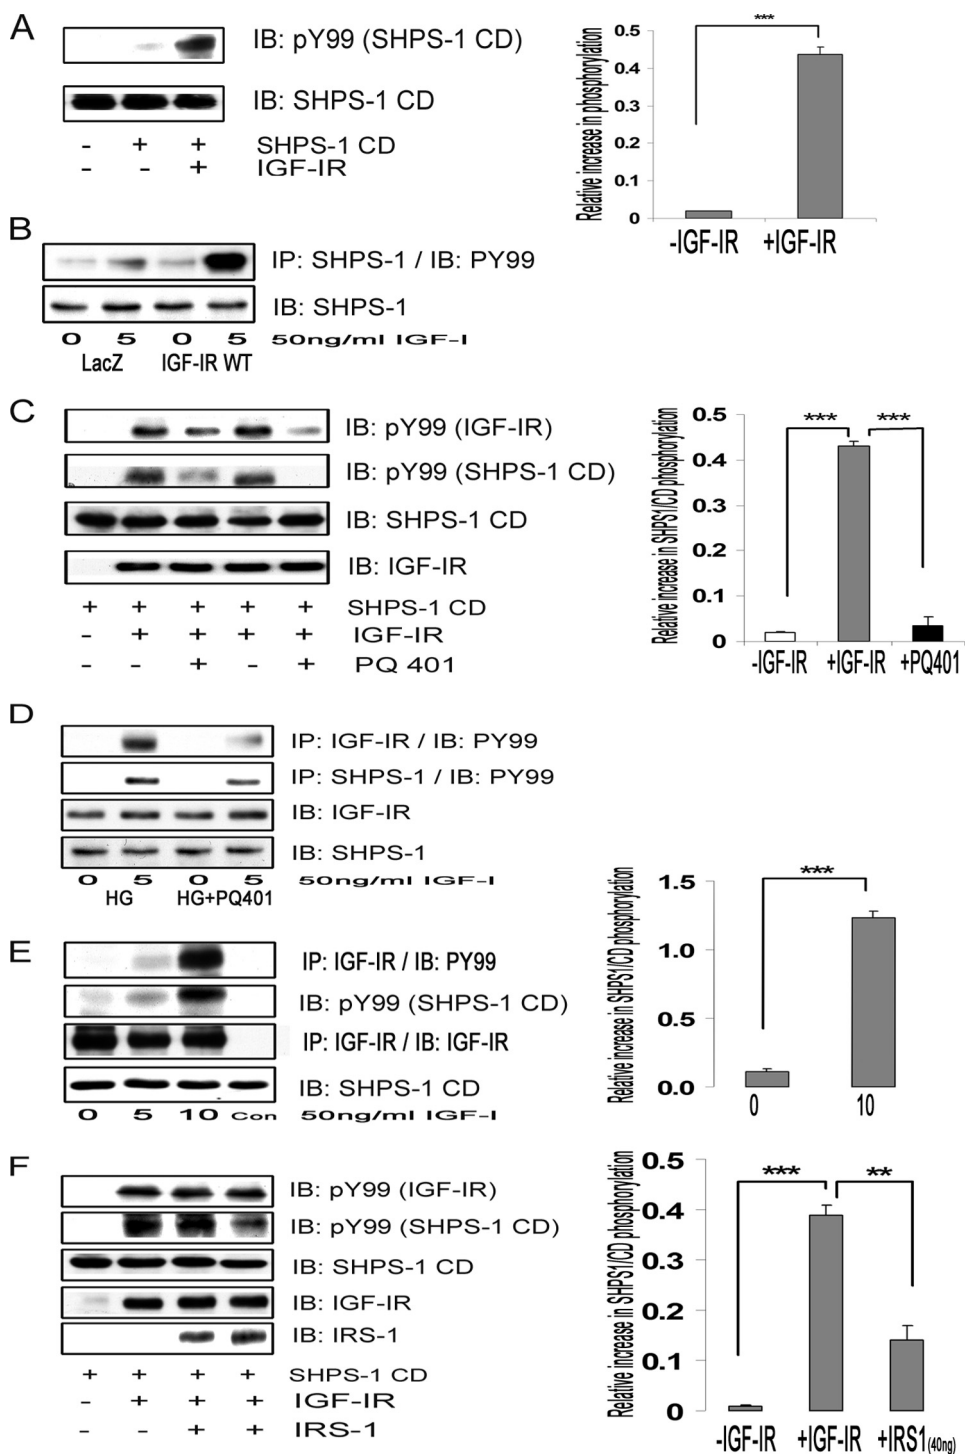 A
IB: pY99 (SHPS-1 CD)
IB: SHPS-1 CD
- + + SHPS-1 CD
- - + IGF-IR
Relative increase in phosphorylation
0.5
0.4
0.3
0.2
0.1
0
***
-IGF-IR +IGF-IR
B
IP: SHPS-1 / IB: PY99
IB: SHPS-1
0 5 0 5 50ng/ml IGF-I
LacZ IGF-IR WT
C
IB: pY99 (IGF-IR)
IB: pY99 (SHPS-1 CD)
IB: SHPS-1 CD
IB: IGF-IR
+ + + + + SHPS-1 CD
- + + + + IGF-IR
- - + - + PQ 401
Relative increase in SHPS1/CD phosphorylation
0.5
0.4
0.3
0.2
0.1
0
*** ***
-IGF-IR +IGF-IR +PQ401
D
IP: IGF-IR / IB: PY99
IP: SHPS-1 / IB: PY99
IB: IGF-IR
IB: SHPS-1
0 5 0 5 50ng/ml IGF-I
HG HG+PQ401
E
IP: IGF-IR / IB: PY99
IB: pY99 (SHPS-1 CD)
IP: IGF-IR / IB: IGF-IR
IB: SHPS-1 CD
0 5 10 Con 50ng/ml IGF-I
Relative increase in SHPS1/CD phosphorylation
1.5
1.0
0.5
0.0
***
0 10
F
IB: pY99 (IGF-IR)
IB: pY99 (SHPS-1 CD)
IB: SHPS-1 CD
IB: IGF-IR
IB: IRS-1
+ + + + SHPS-1 CD
- + + + IGF-IR
- - + + IRS-1
Relative increase in SHPS1/CD phosphorylation
0.5
0.4
0.3
0.2
0.1
0
*** **
-IGF-IR +IGF-IR +IRS1(40ng)